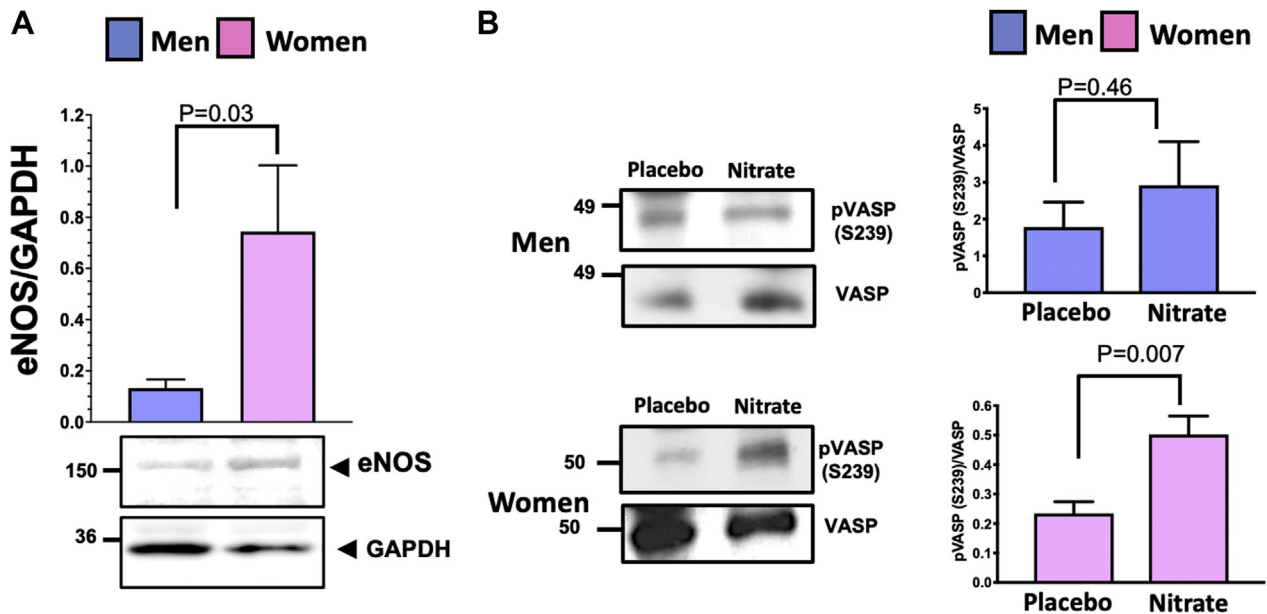 A
Men Women
eNOS/GAPDH
1.2
1.0
0.8
0.6
0.4
0.2
0.0
P=0.03
150
eNOS
36
GAPDH
B
Placebo Nitrate
Men
49
pVASP
(S239)
49
VASP
Placebo Nitrate
Women
50
pVASP
(S239)
50
VASP
Men Women
P=0.46
pVASP (S239)/VASP
5
4
3
2
1
0
Placebo Nitrate
P=0.007
pVASP (S239)/VASP
0.6
0.5
0.4
0.3
0.2
0.1
0.0
Placebo Nitrate